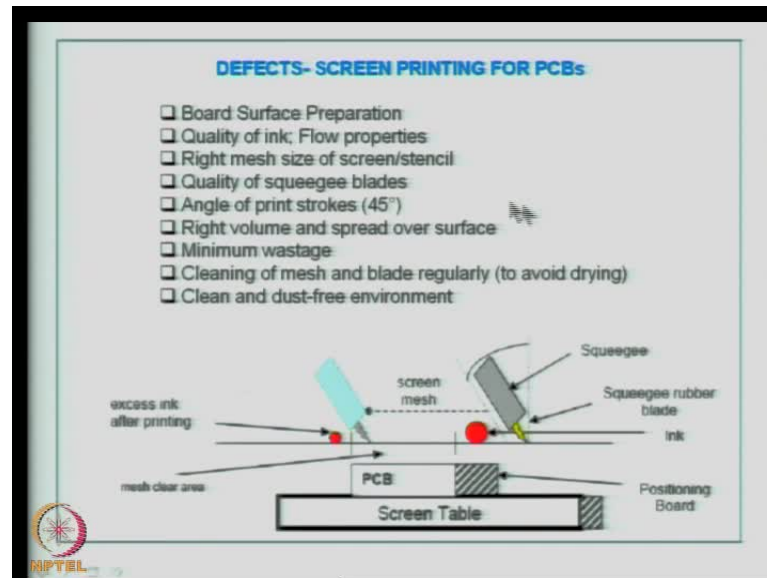 DEFECTS- SCREEN PRINTING FOR PCBs
❑ Board Surface Preparation
❑ Quality of ink; Flow properties
❑ Right mesh size of screen/stencil
❑ Quality of squeegee blades
❑ Angle of print strokes (45°)
❑ Right volume and spread over surface
❑ Minimum wastage
❑ Cleaning of mesh and blade regularly (to avoid drying)
❑ Clean and dust-free environment
Squeegee
screen
mesh
Squeegee rubber
blade
excess ink
after printing
Ink
mesh clear area
PCB
Positioning
Board
Screen Table
NPTEL